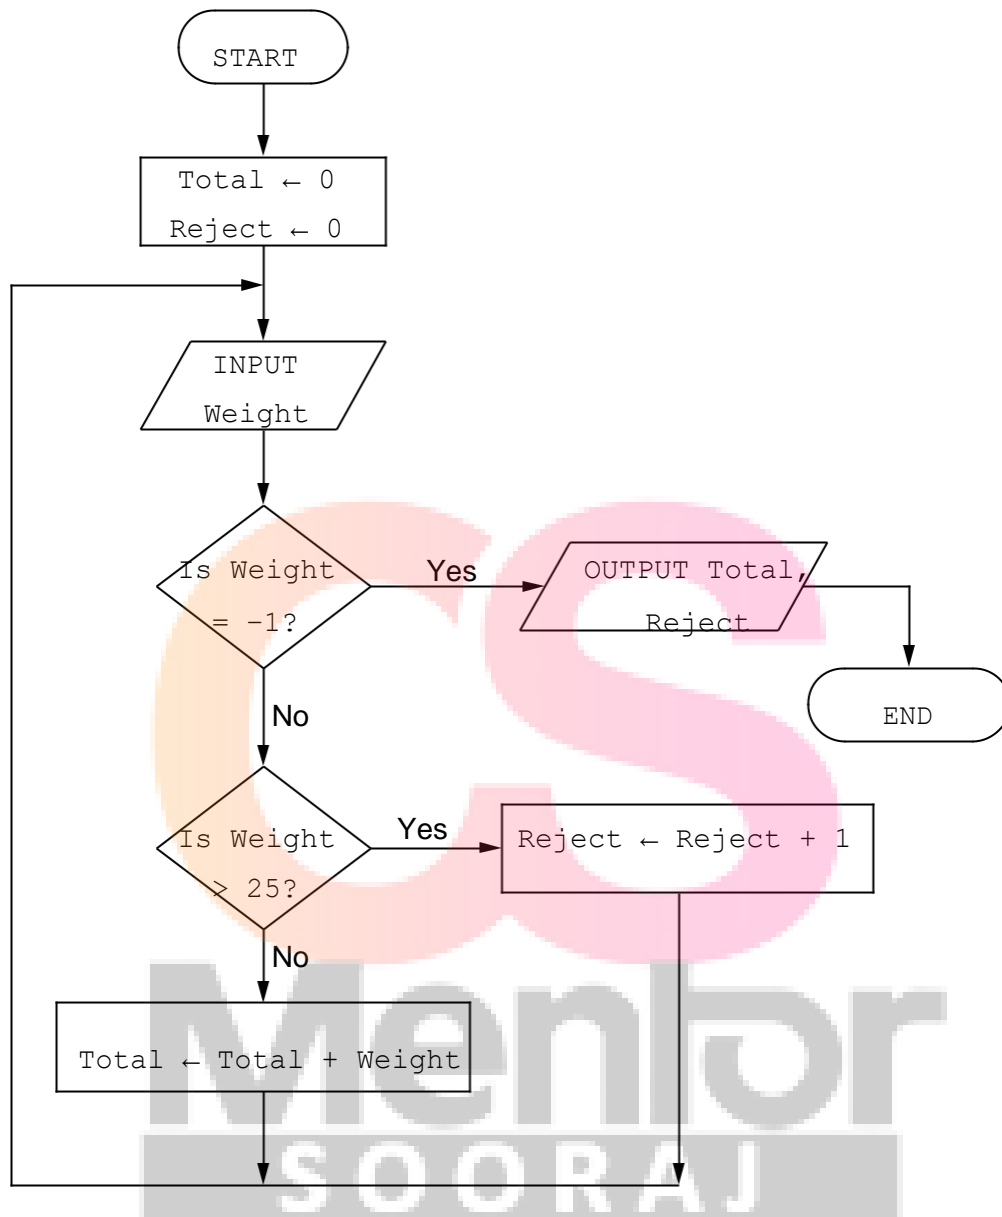 START
Total ← 0
Reject ← 0
INPUT
Weight
Is Weight
= −1?
Yes
OUTPUT Total,
Reject
END
No
Is Weight
> 25?
Yes
Reject ← Reject + 1
No
Total ← Total + Weight
CS
Mentor
SOORAJ